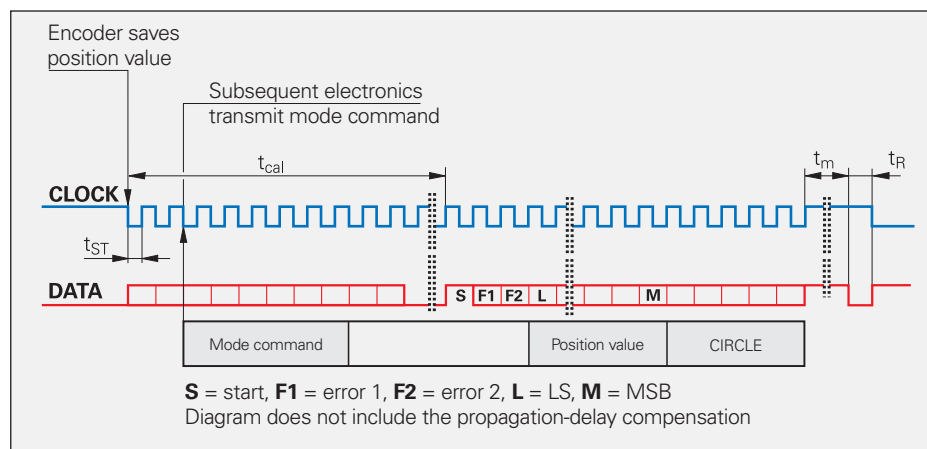 Encoder saves
position value
Subsequent electronics
transmit mode command
tcal
tm tR
CLOCK
tST
DATA
S F1 F2 L M
Mode command Position value CIRCLE
S = start, F1 = error 1, F2 = error 2, L = LS, M = MSB
Diagram does not include the propagation-delay compensation